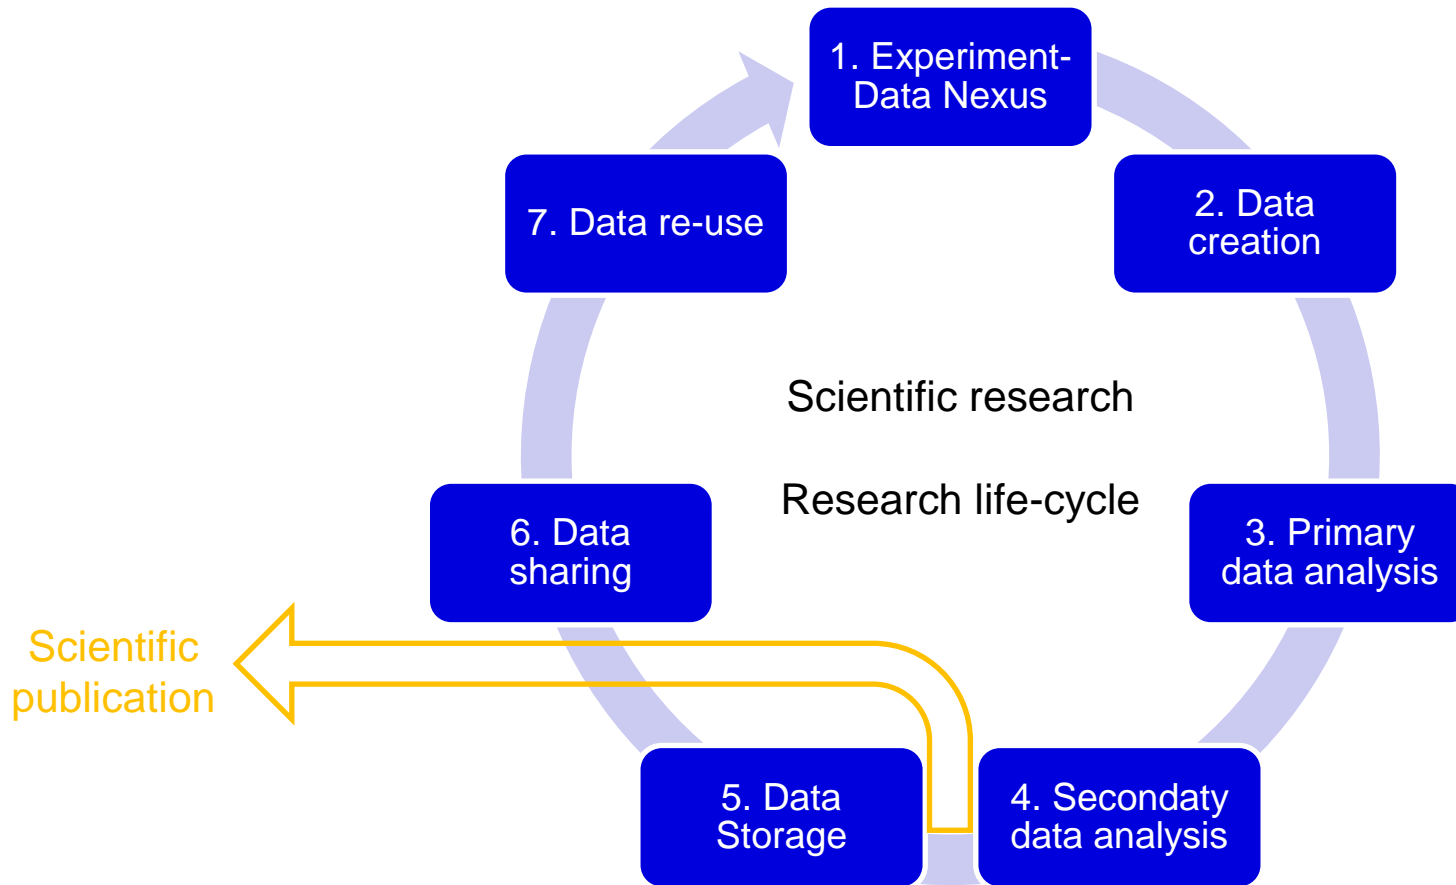 1. Experiment-
Data Nexus
2. Data
creation
3. Primary
data analysis
4. Secondaty
data analysis
5. Data
Storage
6. Data
sharing
7. Data re-use
Scientific research
Research life-cycle
Scientific
publication